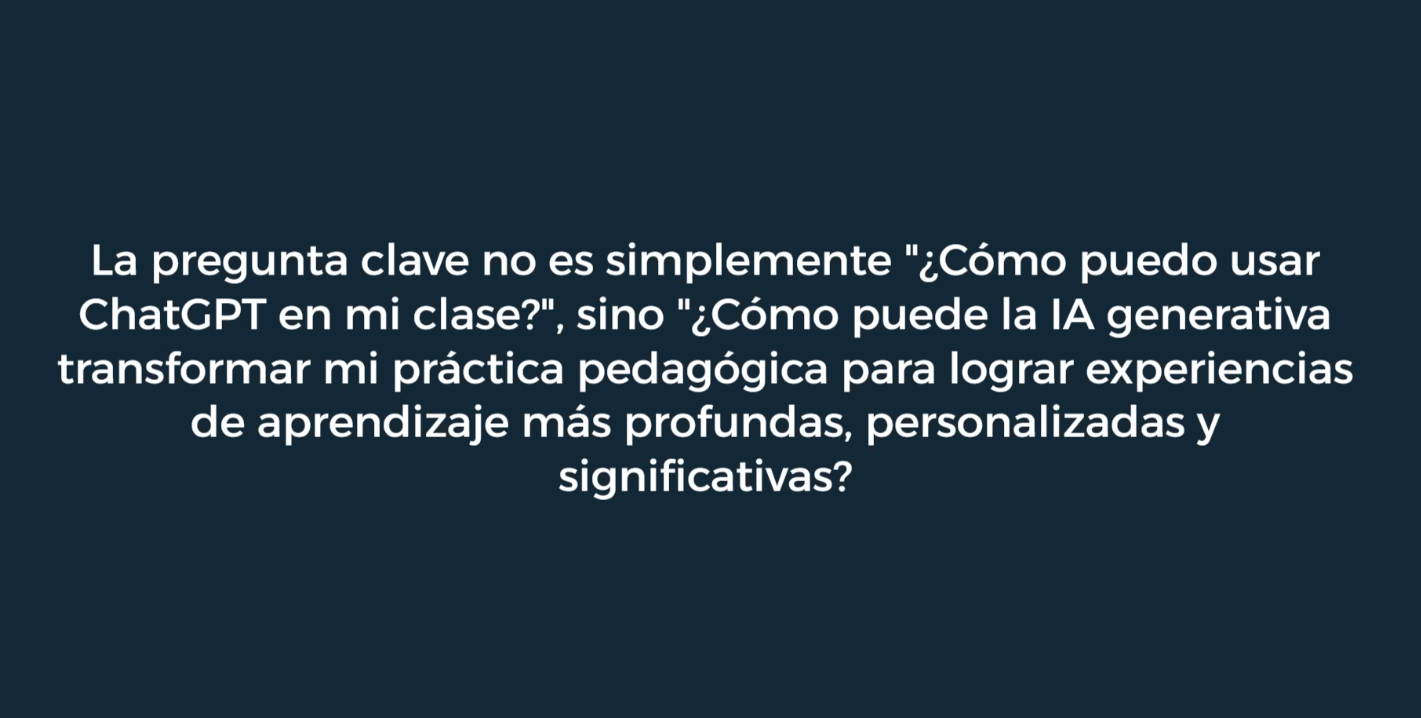 La pregunta clave no es simplemente "¿Cómo puedo usar
ChatGPT en mi clase?", sino "¿Cómo puede la IA generativa
transformar mi práctica pedagógica para lograr experiencias
de aprendizaje más profundas, personalizadas y
significativas?